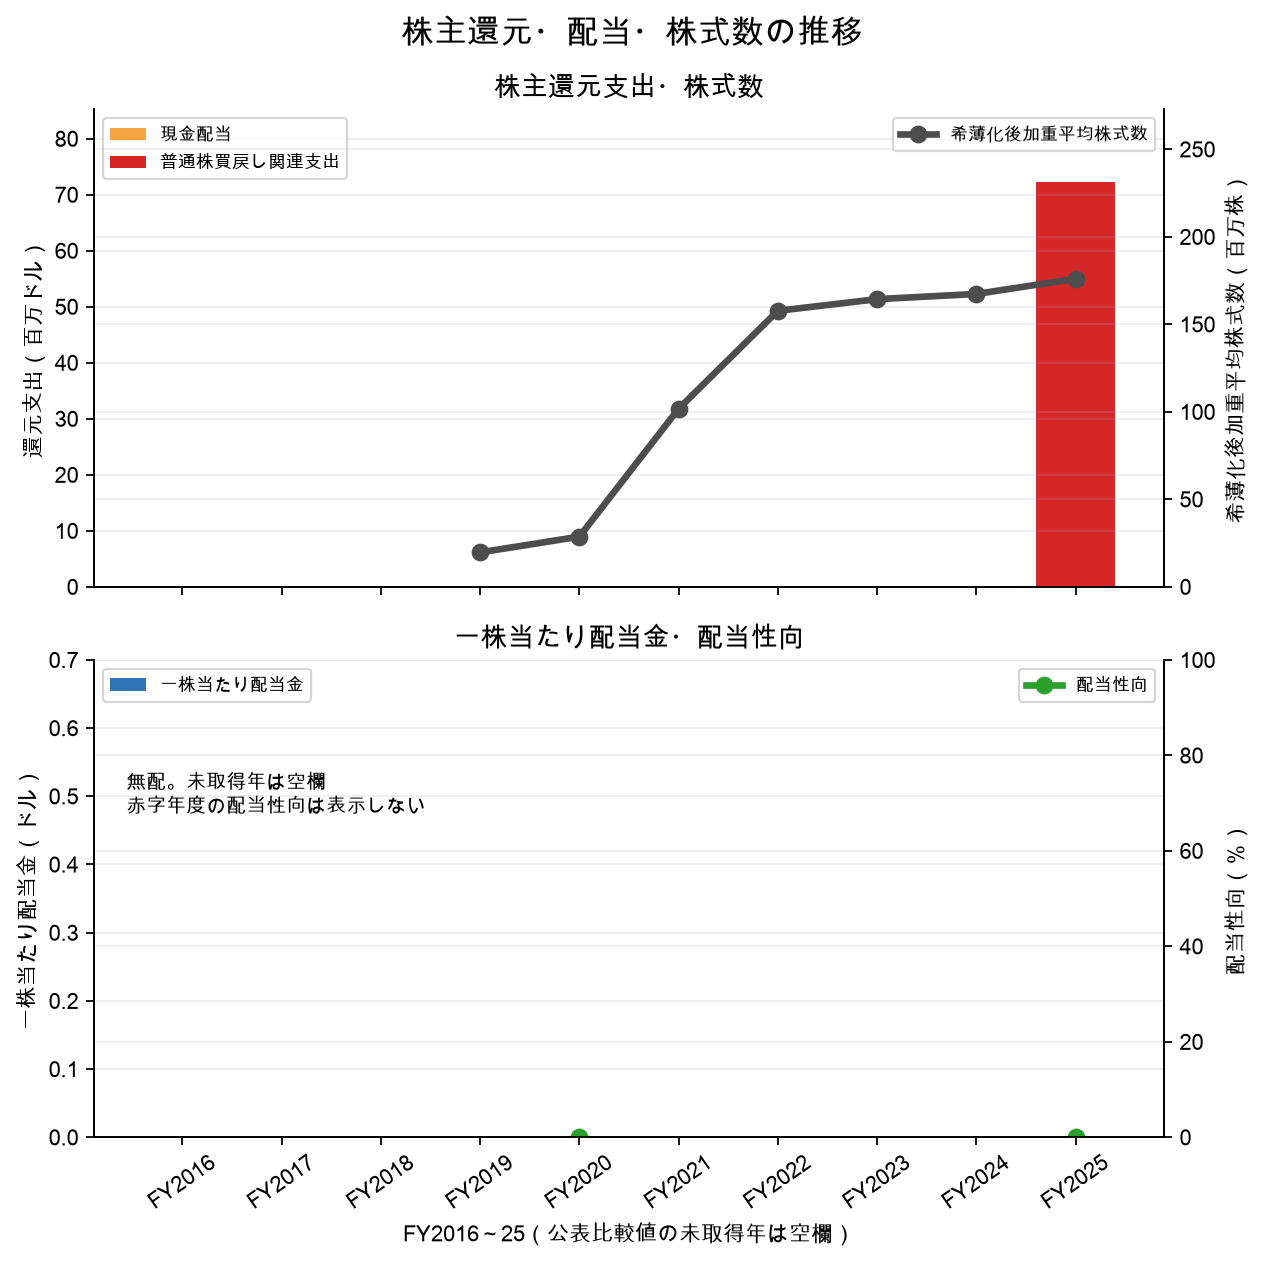 株主還元・配当・株式数の推移
株主還元支出・株式数
現金配当
普通株買戻し関連支出
希薄化後加重平均株式数
還元支出(百万ドル)
80
70
60
50
40
30
20
10
0
250
200
150
100
50
0
希薄化後加重平均株式数(百万株)
一株当たり配当金・配当性向
一株当たり配当金
配当性向
無配。未取得年は空欄
赤字年度の配当性向は表示しない
一株当たり配当金(ドル)
0.7
0.6
0.5
0.4
0.3
0.2
0.1
0.0
100
80
60
40
20
0
配当性向(%)
FY2016
FY2017
FY2018
FY2019
FY2020
FY2021
FY2022
FY2023
FY2024
FY2025
FY2016~25(公表比較値の未取得年は空欄)